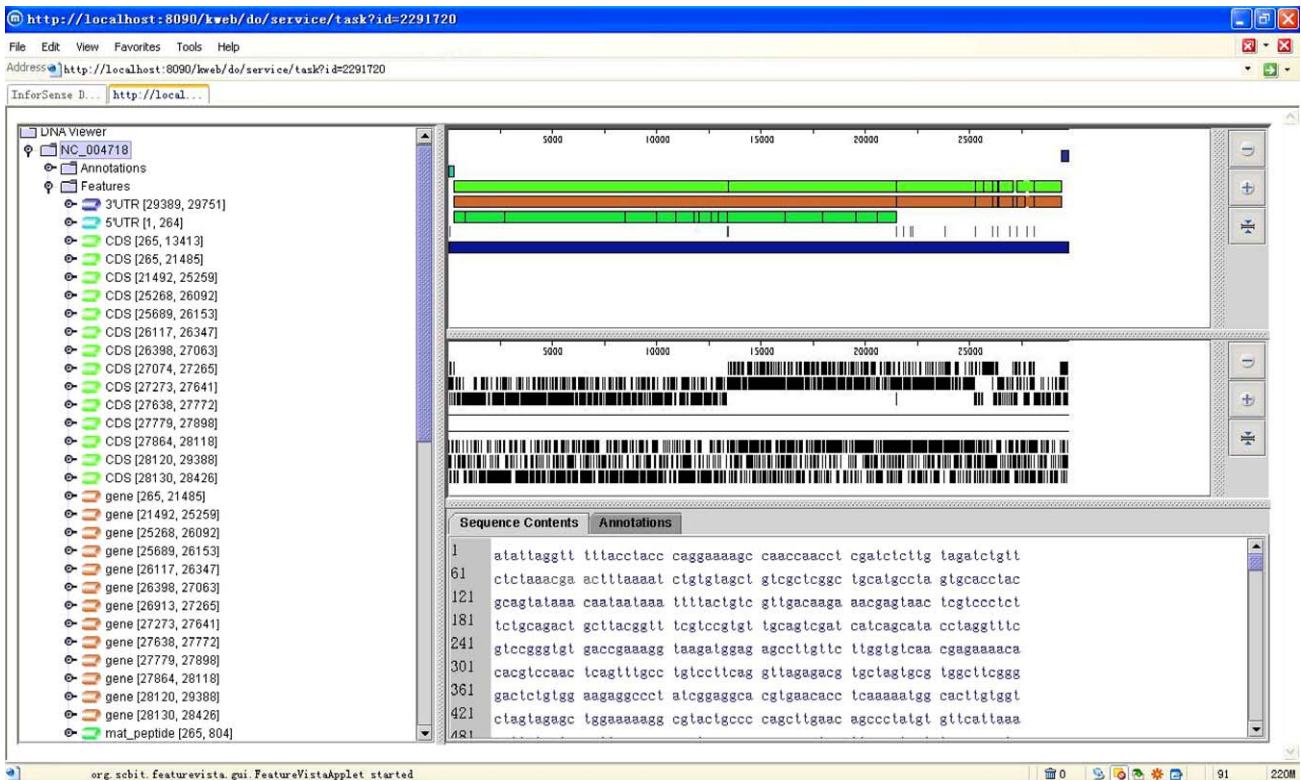 http://localhost:8090/kweb/do/service/task?id=2291720
File Edit View Favorites Tools Help
Address http://localhost:8090/kweb/do/service/task?id=2291720
InforSense D... http://local...
DNA Viewer
NC_004718
Annotations
Features
3'UTR [29389, 29751]
5'UTR [1, 264]
CDS [265, 13413]
CDS [265, 21485]
CDS [21492, 25259]
CDS [25268, 26092]
CDS [25689, 26153]
CDS [26117, 26347]
CDS [26398, 27063]
CDS [27074, 27265]
CDS [27273, 27641]
CDS [27638, 27772]
CDS [27779, 27898]
CDS [27864, 28118]
CDS [28120, 29388]
CDS [28130, 28426]
gene [265, 21485]
gene [21492, 25259]
gene [25268, 26092]
gene [25689, 26153]
gene [26117, 26347]
gene [26398, 27063]
gene [26913, 27265]
gene [27273, 27641]
gene [27638, 27772]
gene [27779, 27898]
gene [27864, 28118]
gene [28120, 29388]
gene [28130, 28426]
mat_peptide [265, 804]
5000 10000 15000 20000 25000
5000 10000 15000 20000 25000
Sequence Contents Annotations
1 atattaggtt tttacctacc caggaaaagc caaccaacct cgatctcttg tagatctgtt
61 ctctaaacga actttaaaat ctgtgtagct gtcgctcggc tgcatgccta gtgcacctac
121 gcagtataaa caataataaa ttttactgtc gttgacaaga aacgagtaac tcgtccctct
181 tctgcagact gcttacggtt tcgtccgtgt tgcagtcgat catcagcata cctaggtttc
241 gtccgggtgt gaccgaaagg taagatggag agccttgttc ttggtgtcaa cgagaaaaca
301 cacgtccaac tcagtttgcc tgtccttcag gttagagacg tgctagtgcg tggcttcggg
361 gactctgtgg aagaggccct atcggaggca cgtgaacacc tcaaaaatgg cacttgtggt
421 ctagtagagc tggaaaaagg cgtactgccc cagcttgaac agccctatgt gttcattaaa
481
org.scbit.featurevista.gui.FeatureVistaApplet started
0 91 220M